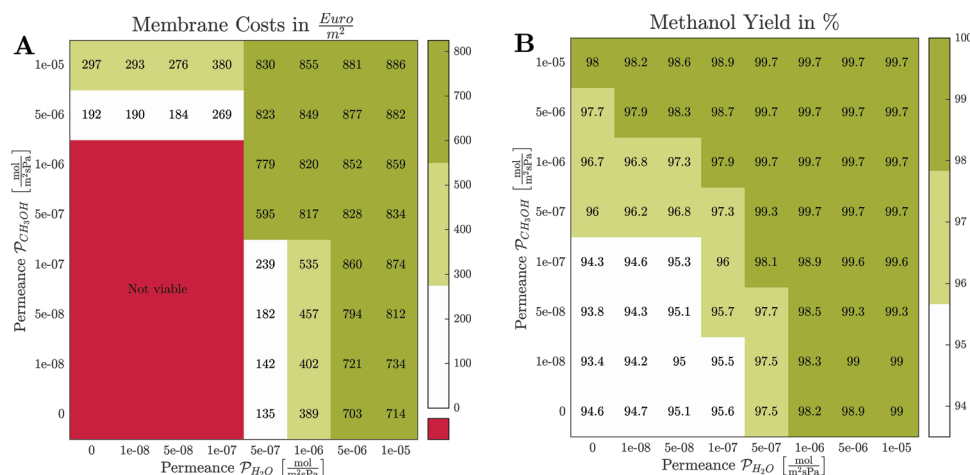 A
Membrane Costs in Euro/m²
1e-05 297 293 276 380 830 855 881 886
5e-06 192 190 184 269 823 849 877 882
1e-06 779 820 852 859
5e-07 595 817 828 834
1e-07 239 535 860 874
Not viable
5e-08 182 457 794 812
1e-08 142 402 721 734
0 135 389 703 714
0 1e-08 5e-08 1e-07 5e-07 1e-06 5e-06 1e-05
Permeance 𝒫_H₂O [mol/m²sPa]
Permeance 𝒫_CH₃OH [mol/m²sPa]
800
700
600
500
400
300
200
100
0
B
Methanol Yield in %
1e-05 98 98.2 98.6 98.9 99.7 99.7 99.7 99.7
5e-06 97.7 97.9 98.3 98.7 99.7 99.7 99.7 99.7
1e-06 96.7 96.8 97.3 97.9 99.7 99.7 99.7 99.7
5e-07 96 96.2 96.8 97.3 99.3 99.7 99.7 99.7
1e-07 94.3 94.6 95.3 96 98.1 98.9 99.6 99.6
5e-08 93.8 94.3 95.1 95.7 97.7 98.5 99.3 99.3
1e-08 93.4 94.2 95 95.5 97.5 98.3 99 99
0 94.6 94.7 95.1 95.6 97.5 98.2 98.9 99
0 1e-08 5e-08 1e-07 5e-07 1e-06 5e-06 1e-05
Permeance 𝒫_H₂O [mol/m²sPa]
Permeance 𝒫_CH₃OH [mol/m²sPa]
100
99
98
97
96
95
94